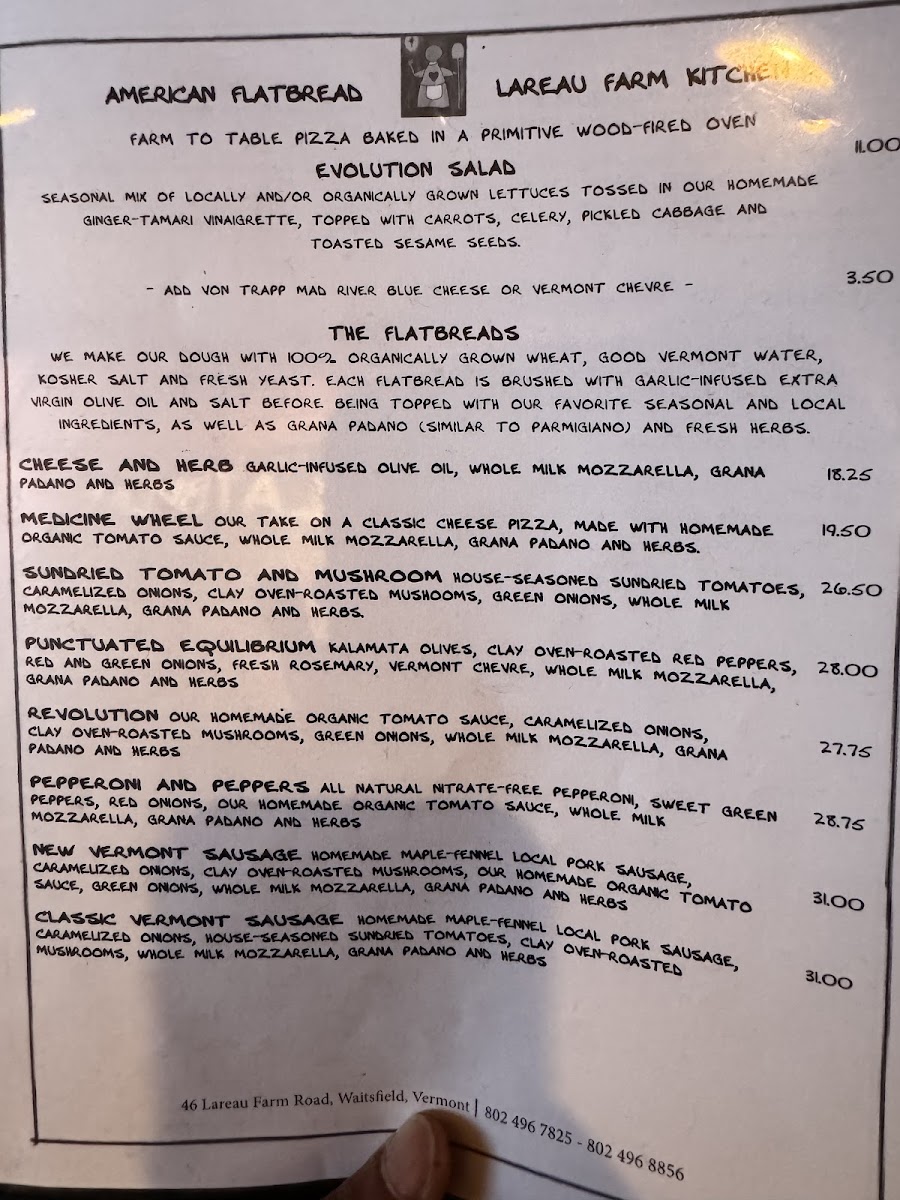 AMERICAN FLATBREAD LAREAU FARM KITCHEN
FARM TO TABLE PIZZA BAKED IN A PRIMITIVE WOOD-FIRED OVEN
EVOLUTION SALAD 11.00
SEASONAL MIX OF LOCALLY AND/OR ORGANICALLY GROWN LETTUCES TOSSED IN OUR HOMEMADE
GINGER-TAMARI VINAIGRETTE, TOPPED WITH CARROTS, CELERY, PICKLED CABBAGE AND
TOASTED SESAME SEEDS.
- ADD VON TRAPP MAD RIVER BLUE CHEESE OR VERMONT CHEVRE - 3.50
THE FLATBREADS
WE MAKE OUR DOUGH WITH 100% ORGANICALLY GROWN WHEAT, GOOD VERMONT WATER,
KOSHER SALT AND FRESH YEAST. EACH FLATBREAD IS BRUSHED WITH GARLIC-INFUSED EXTRA
VIRGIN OLIVE OIL AND SALT BEFORE BEING TOPPED WITH OUR FAVORITE SEASONAL AND LOCAL
INGREDIENTS, AS WELL AS GRANA PADANO (SIMILAR TO PARMIGIANO) AND FRESH HERBS.
CHEESE AND HERB GARLIC-INFUSED OLIVE OIL, WHOLE MILK MOZZARELLA, GRANA 18.25
PADANO AND HERBS
MEDICINE WHEEL OUR TAKE ON A CLASSIC CHEESE PIZZA, MADE WITH HOMEMADE 19.50
ORGANIC TOMATO SAUCE, WHOLE MILK MOZZARELLA, GRANA PADANO AND HERBS.
SUNDRIED TOMATO AND MUSHROOM HOUSE-SEASONED SUNDRIED TOMATOES, 26.50
CARAMELIZED ONIONS, CLAY OVEN-ROASTED MUSHOOMS, GREEN ONIONS, WHOLE MILK
MOZZARELLA, GRANA PADANO AND HERBS.
PUNCTUATED EQUILIBRIUM KALAMATA OLIVES, CLAY OVEN-ROASTED RED PEPPERS, 28.00
RED AND GREEN ONIONS, FRESH ROSEMARY, VERMONT CHEVRE, WHOLE MILK MOZZARELLA,
GRANA PADANO AND HERBS
REVOLUTION OUR HOMEMADE ORGANIC TOMATO SAUCE, CARAMELIZED ONIONS,
CLAY OVEN-ROASTED MUSHROOMS, GREEN ONIONS, WHOLE MILK MOZZARELLA, GRANA 27.75
PADANO AND HERBS
PEPPERONI AND PEPPERS ALL NATURAL NITRATE-FREE PEPPERONI, SWEET GREEN
PEPPERS, RED ONIONS, OUR HOMEMADE ORGANIC TOMATO SAUCE, WHOLE MILK 28.75
MOZZARELLA, GRANA PADANO AND HERBS
NEW VERMONT SAUSAGE HOMEMADE MAPLE-FENNEL LOCAL PORK SAUSAGE,
CARAMELIZED ONIONS, CLAY OVEN-ROASTED MUSHROOMS, OUR HOMEMADE ORGANIC TOMATO 31.00
SAUCE, GREEN ONIONS, WHOLE MILK MOZZARELLA, GRANA PADANO AND HERBS
CLASSIC VERMONT SAUSAGE HOMEMADE MAPLE-FENNEL LOCAL PORK SAUSAGE,
CARAMELIZED ONIONS, HOUSE-SEASONED SUNDRIED TOMATOES, CLAY OVEN-ROASTED 31.00
MUSHROOMS, WHOLE MILK MOZZARELLA, GRANA PADANO AND HERBS
46 Lareau Farm Road, Waitsfield, Vermont | 802 496 7825 - 802 496 8856